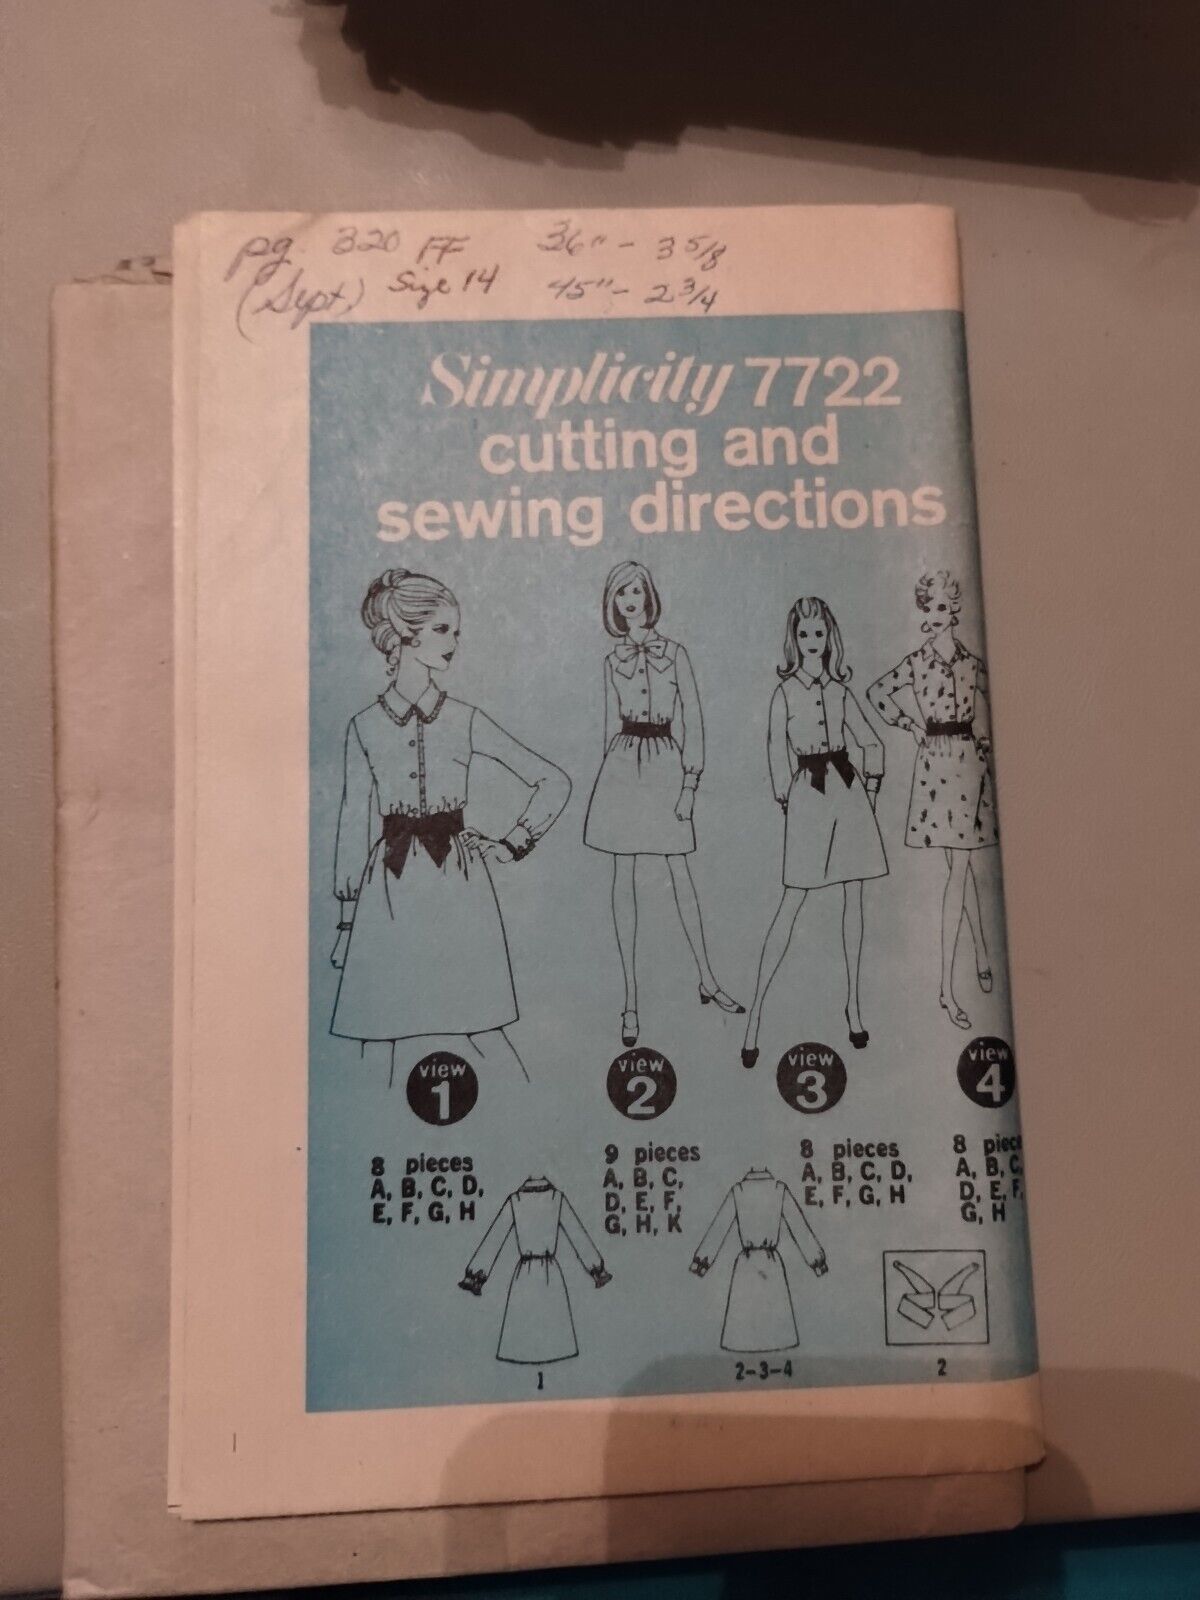 pg. 320 FF 36" - 3 5/8
(Sept.) Size 14 45" - 2 3/4
Simplicity 7722
cutting and
sewing directions
view 1
8 pieces
A, B, C, D,
E, F, G, H
view 2
9 pieces
A, B, C,
D, E, F,
G, H, K
view 3
8 pieces
A, B, C, D,
E, F, G, H
view 4
8 piec
A, B, C,
D, E, F,
G, H
1
2-3-4
2